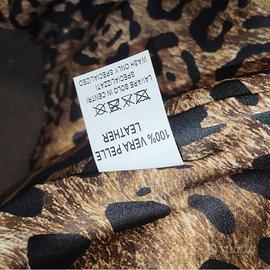 100% VERA PELLE
LEATHER
LAVARE SOLO IN CENTRI
SPECIALIZZATI
WASH ONLY SPECIALIZED